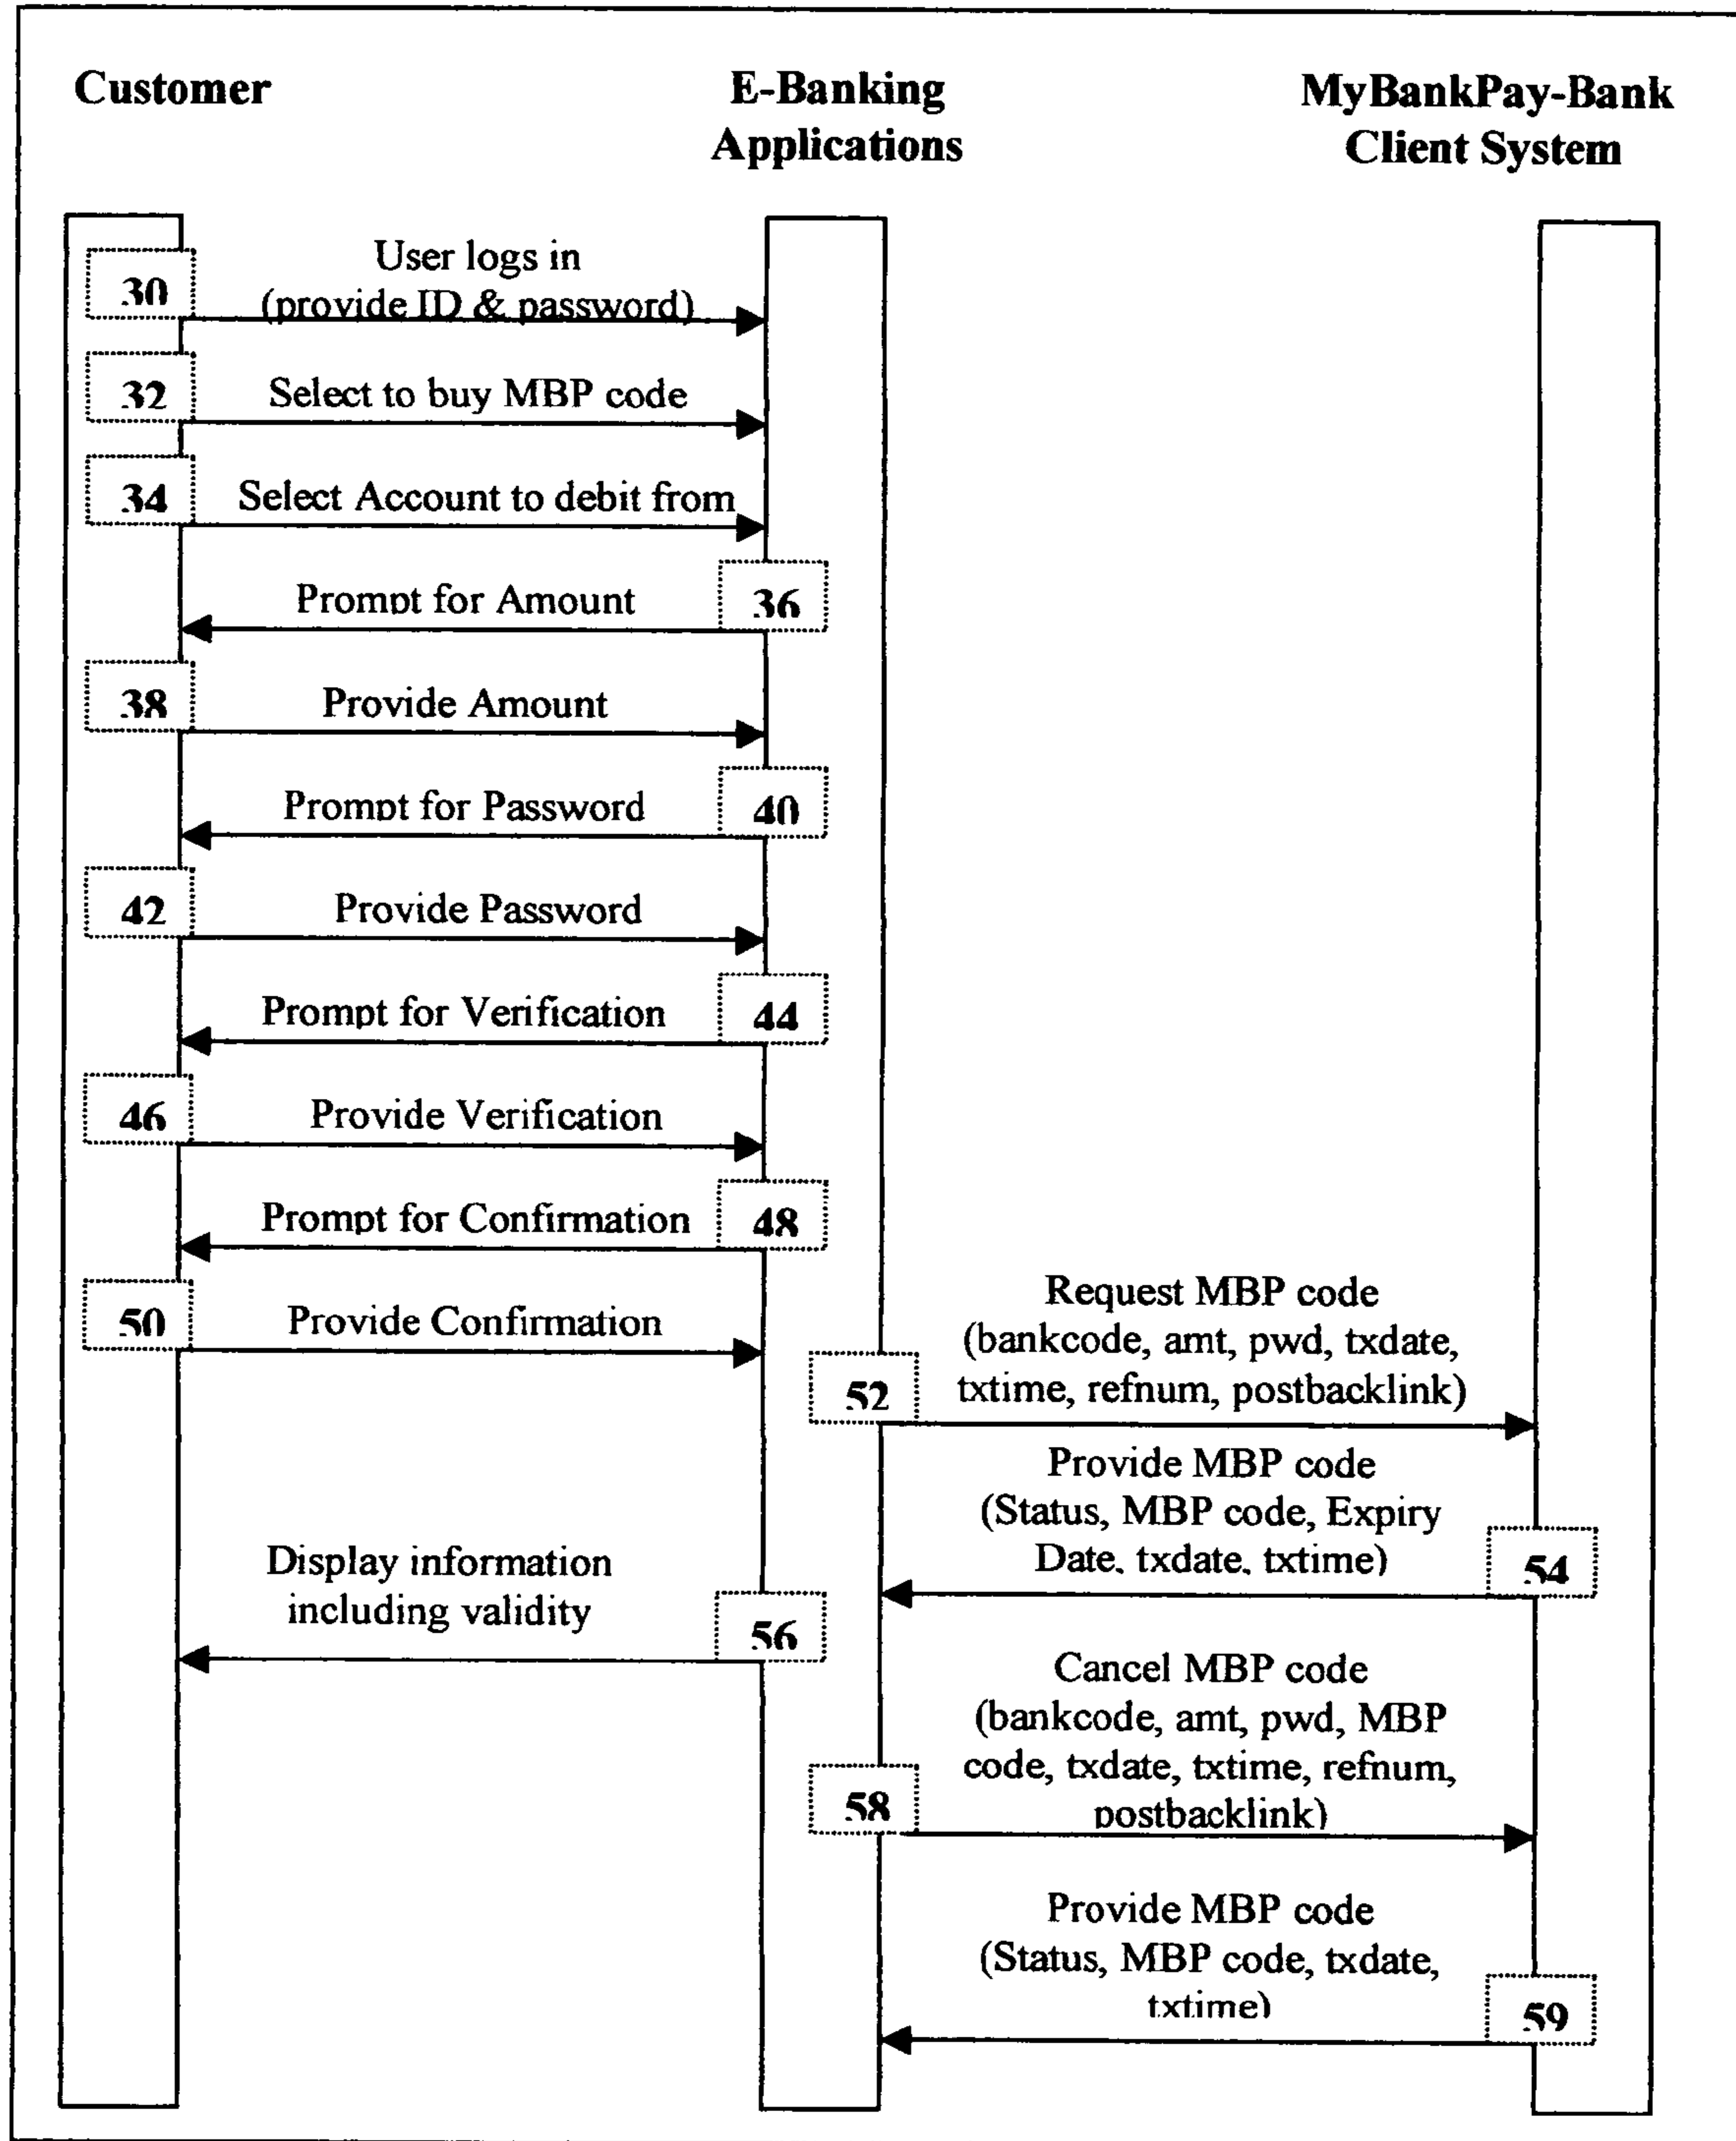 Customer
E-Banking
Applications
MyBankPay-Bank
Client System
30
User logs in
(provide ID & password)
32
Select to buy MBP code
34
Select Account to debit from
Prompt for Amount
36
38
Provide Amount
Prompt for Password
40
42
Provide Password
Prompt for Verification
44
46
Provide Verification
Prompt for Confirmation
48
50
Provide Confirmation
Request MBP code
(bankcode, amt, pwd, txdate,
txtime, refnum, postbacklink)
52
Provide MBP code
(Status, MBP code, Expiry
Date, txdate, txtime)
54
Display information
including validity
56
Cancel MBP code
(bankcode, amt, pwd, MBP
code, txdate, txtime, refnum,
postbacklink)
58
Provide MBP code
(Status, MBP code, txdate,
txtime)
59